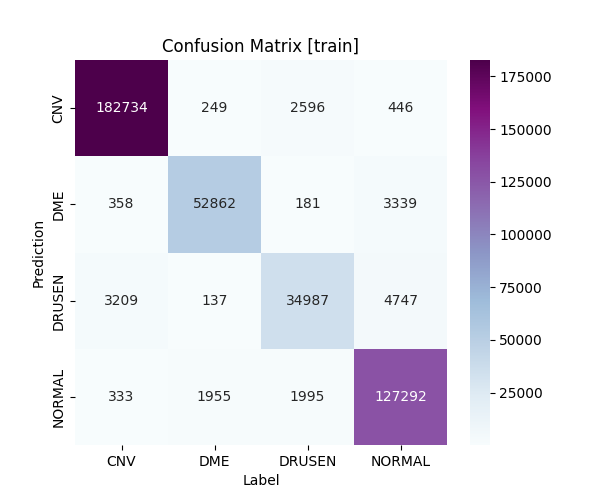 Confusion Matrix [train]
CNV 182734 249 2596 446
DME 358 52862 181 3339
DRUSEN 3209 137 34987 4747
NORMAL 333 1955 1995 127292
CNV DME DRUSEN NORMAL
Label
Prediction
175000
150000
125000
100000
75000
50000
25000